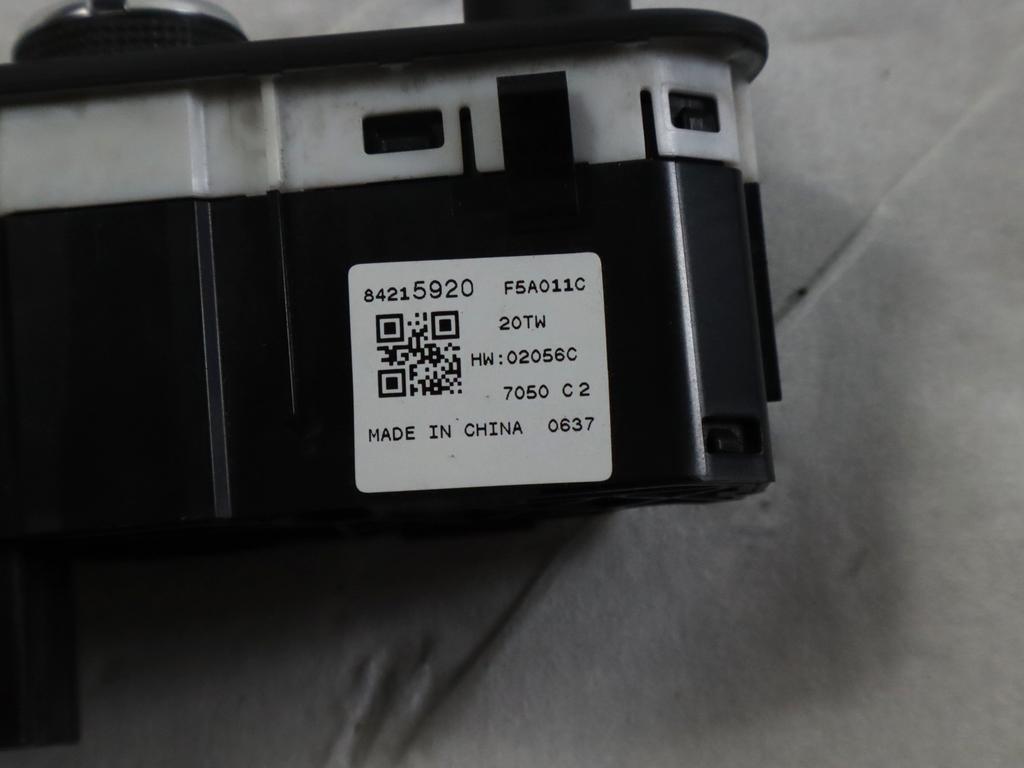 84215920 F5A011C
20TW
HW:02056C
7050 C2
MADE IN CHINA 0637